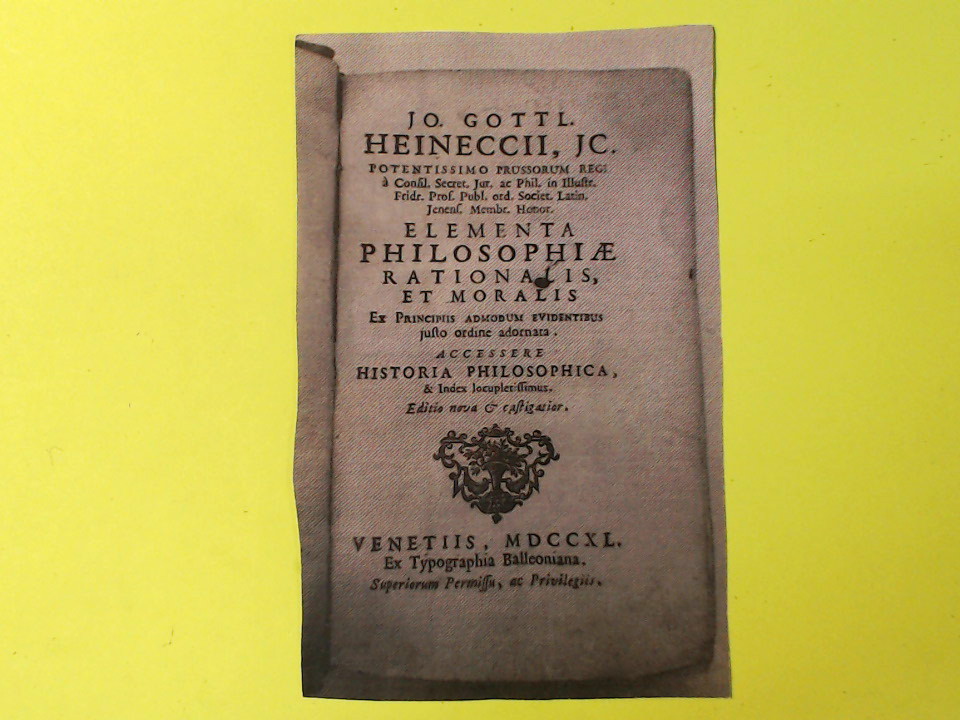 JO. GOTTL.
HEINECCII, JC.
POTENTISSIMO PRUSSORUM REGI
à Consil. Secret. Jur. ac Phil. in Illustr.
Fridr. Prof. Publ. ord. Societ. Latin.
Jenens. Membr. Honor.
ELEMENTA
PHILOSOPHIÆ
RATIONALIS,
ET MORALIS
EX PRINCIPIIS ADMODUM EVIDENTIBUS
justo ordine adornata.
ACCESSERE
HISTORIA PHILOSOPHICA,
& Index locupletissimus.
Editio nova & castigatior.
VENETIIS, MDCCXL.
Ex Typographia Balleoniana.
Superiorum Permissu, ac Privilegiis.